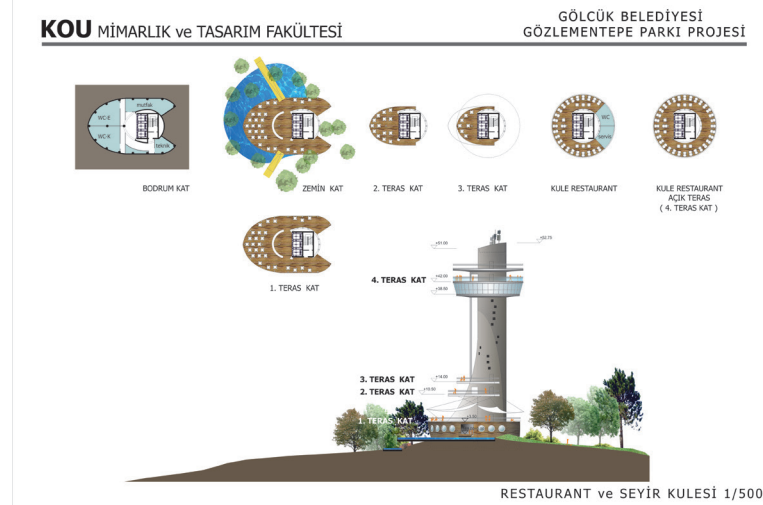 KOU MİMARLIK ve TASARIM FAKÜLTESİ
GÖLCÜK BELEDİYESİ
GÖZLEMENTEPE PARKI PROJESİ
mutfak
WC-E
WC-K
teknik
WC
BODRUM KAT
ZEMİN KAT
2. TERAS KAT
3. TERAS KAT
KULE RESTAURANT
KULE RESTAURANT
AÇIK TERAS
( 4. TERAS KAT )
1. TERAS KAT
4. TERAS KAT
3. TERAS KAT
2. TERAS KAT
1. TERAS KAT
RESTAURANT ve SEYİR KULESİ 1/500